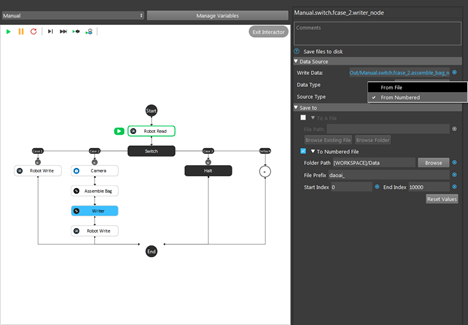 Manual
Manage Variables
Exit Interactor
Start
Robot Read
Switch
Robot Write
Camera
Halt
Assemble Bag
Writer
Robot Write
End
Manual.switch.fcase_2.writer_node
Comments
Save files to disk
Data Source
Write Data:
Out/Manual.switch.fcase_2.assemble_bag_n
Data Type
From File
Source Type
From Numbered
Save to
To a File
File Path
Browse Existing File
Browse Folder
To Numbered File
Folder Path
[WORKSPACE]/Data
Browse
File Prefix
daoai_
Start Index
0
End Index
10000
Reset Values